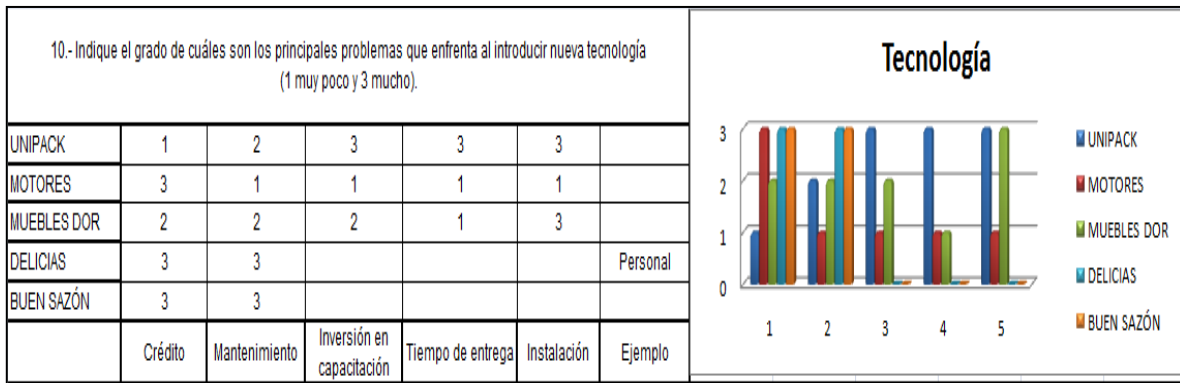 10.- Indique el grado de cuáles son los principales problemas que enfrenta al introducir nueva tecnología
(1 muy poco y 3 mucho).
UNIPACK 1 2 3 3 3
MOTORES 3 1 1 1 1
MUEBLES DOR 2 2 2 1 3
DELICIAS 3 3 Personal
BUEN SAZÓN 3 3
Crédito Mantenimiento Inversión en capacitación Tiempo de entrega Instalación Ejemplo
Tecnología
3
2
1
0
1 2 3 4 5
UNIPACK
MOTORES
MUEBLES DOR
DELICIAS
BUEN SAZÓN